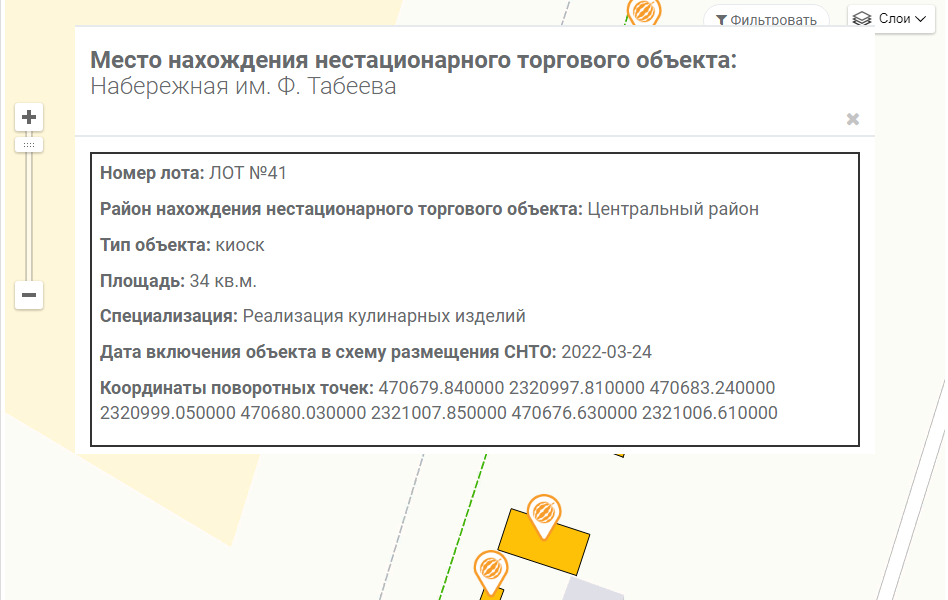 Фильтровать
Слои
Место нахождения нестационарного торгового объекта:
Набережная им. Ф. Табеева
Номер лота: ЛОТ №41
Район нахождения нестационарного торгового объекта: Центральный район
Тип объекта: киоск
Площадь: 34 кв.м.
Специализация: Реализация кулинарных изделий
Дата включения объекта в схему размещения СНТО: 2022-03-24
Координаты поворотных точек: 470679.840000 2320997.810000 470683.240000
2320999.050000 470680.030000 2321007.850000 470676.630000 2321006.610000